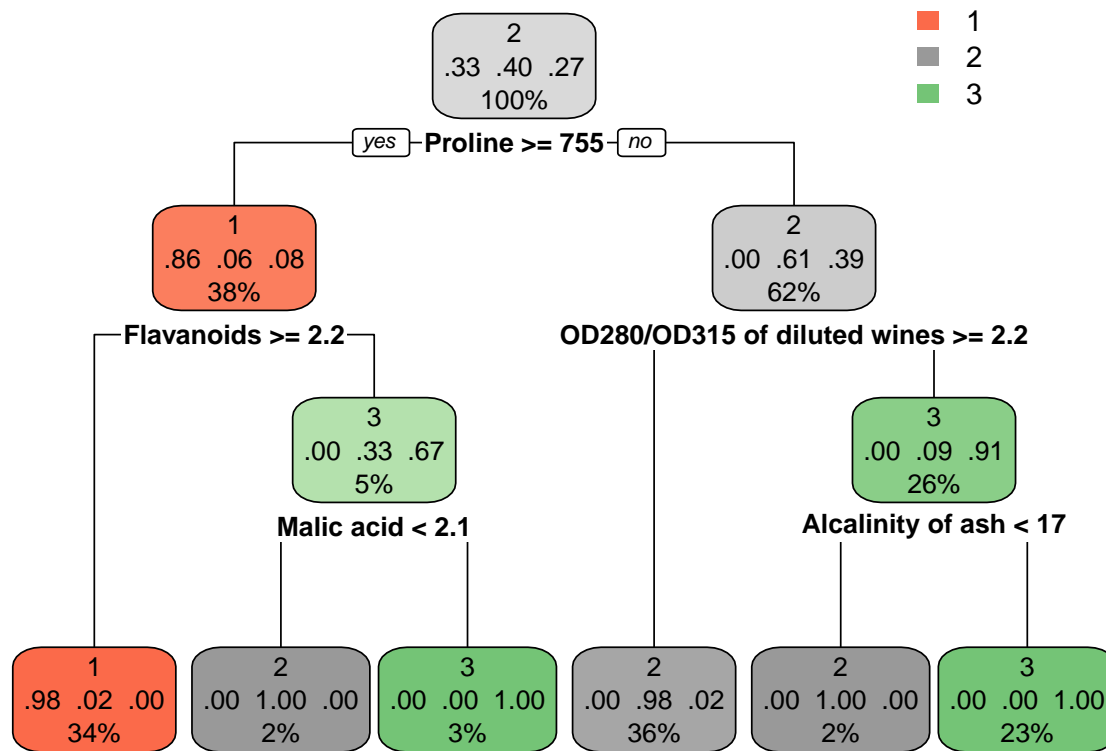 2
.33 .40 .27
100%
1
2
3
yes Proline >= 755 no
1
.86 .06 .08
38%
2
.00 .61 .39
62%
Flavanoids >= 2.2
OD280/OD315 of diluted wines >= 2.2
3
.00 .33 .67
5%
3
.00 .09 .91
26%
Malic acid < 2.1
Alcalinity of ash < 17
1
.98 .02 .00
34%
2
.00 1.00 .00
2%
3
.00 .00 1.00
3%
2
.00 .98 .02
36%
2
.00 1.00 .00
2%
3
.00 .00 1.00
23%